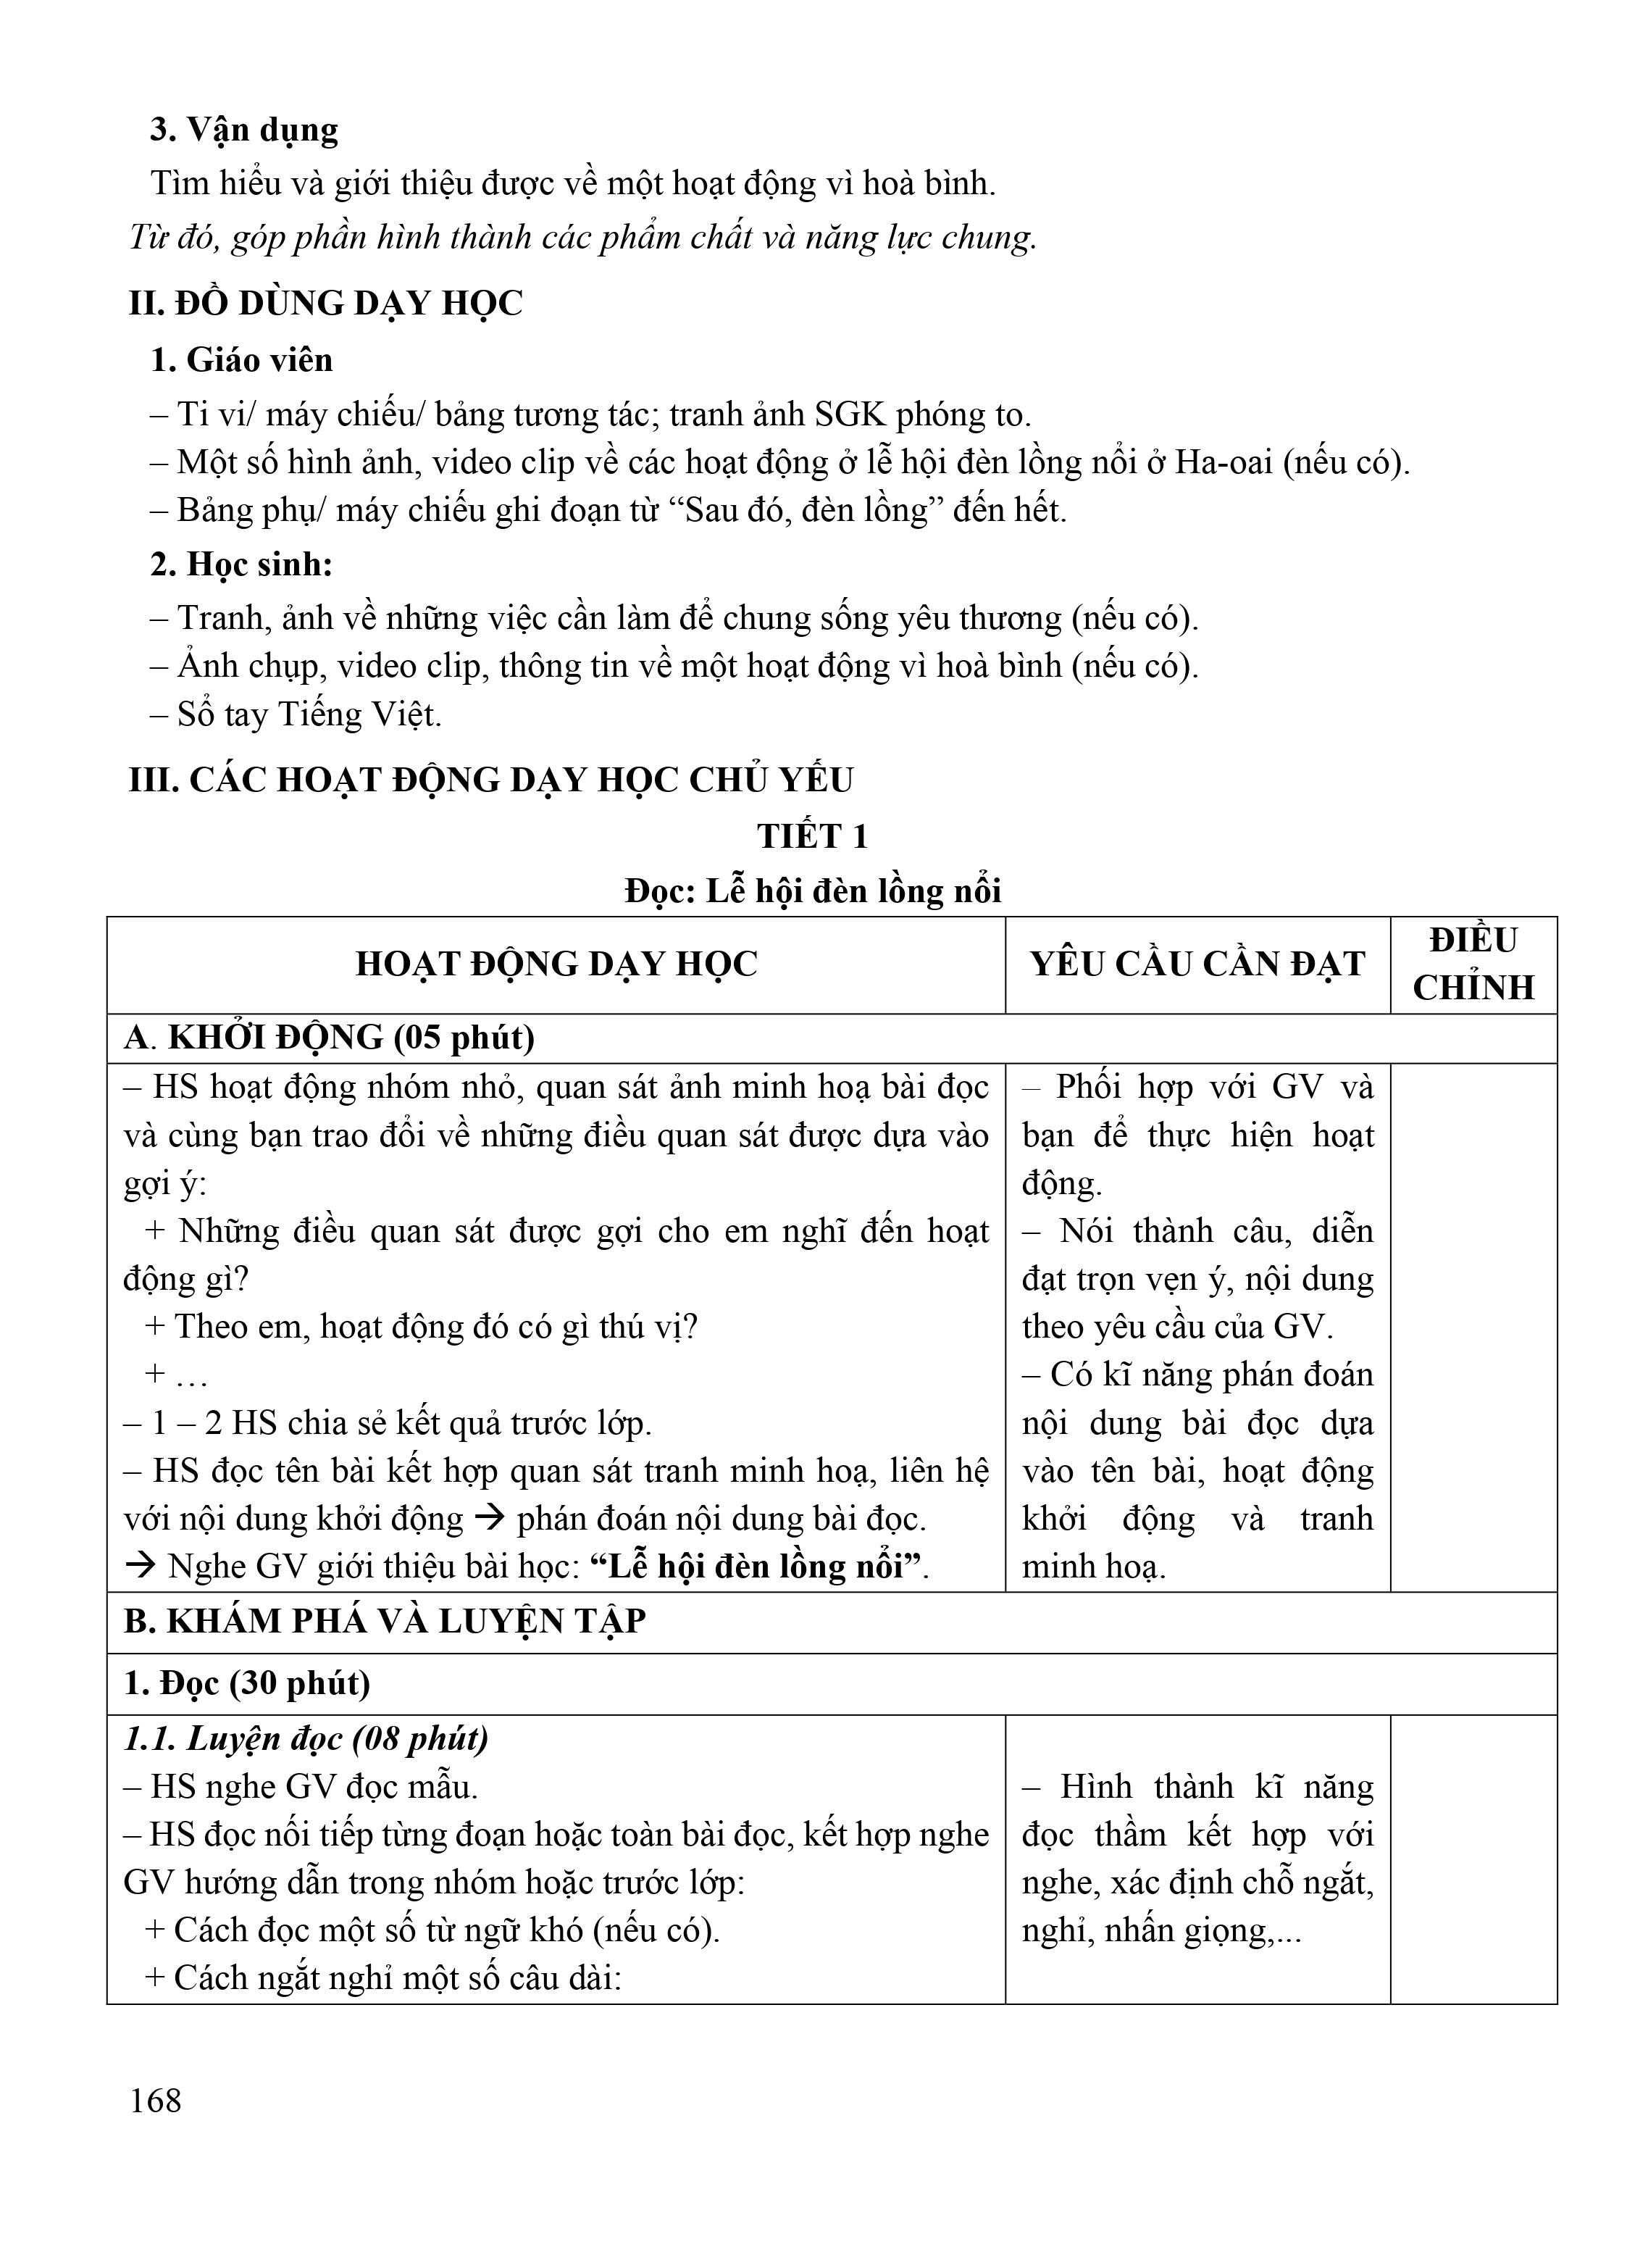 3. Vận dụng
Tìm hiểu và giới thiệu được về một hoạt động vì hoà bình.
Từ đó, góp phần hình thành các phẩm chất và năng lực chung.
II. ĐỒ DÙNG DẠY HỌC
1. Giáo viên
– Ti vi/ máy chiếu/ bảng tương tác; tranh ảnh SGK phóng to.
– Một số hình ảnh, video clip về các hoạt động ở lễ hội đèn lồng nổi ở Ha-oai (nếu có).
– Bảng phụ/ máy chiếu ghi đoạn từ “Sau đó, đèn lồng” đến hết.
2. Học sinh:
– Tranh, ảnh về những việc cần làm để chung sống yêu thương (nếu có).
– Ảnh chụp, video clip, thông tin về một hoạt động vì hoà bình (nếu có).
– Sổ tay Tiếng Việt.
III. CÁC HOẠT ĐỘNG DẠY HỌC CHỦ YẾU
TIẾT 1
Đọc: Lễ hội đèn lồng nổi
HOẠT ĐỘNG DẠY HỌC
YÊU CẦU CẦN ĐẠT
ĐIỀU
CHỈNH
A. KHỞI ĐỘNG (05 phút)
– HS hoạt động nhóm nhỏ, quan sát ảnh minh hoạ bài đọc
và cùng bạn trao đổi về những điều quan sát được dựa vào
gợi ý:
+ Những điều quan sát được gợi cho em nghĩ đến hoạt
động gì?
+ Theo em, hoạt động đó có gì thú vị?
+ …
– 1 – 2 HS chia sẻ kết quả trước lớp.
– HS đọc tên bài kết hợp quan sát tranh minh hoạ, liên hệ
với nội dung khởi động → phán đoán nội dung bài đọc.
→ Nghe GV giới thiệu bài học: “Lễ hội đèn lồng nổi”.
– Phối hợp với GV và
bạn để thực hiện hoạt
động.
– Nói thành câu, diễn
đạt trọn vẹn ý, nội dung
theo yêu cầu của GV.
– Có kĩ năng phán đoán
nội dung bài đọc dựa
vào tên bài, hoạt động
khởi động và tranh
minh hoạ.
B. KHÁM PHÁ VÀ LUYỆN TẬP
1. Đọc (30 phút)
1.1. Luyện đọc (08 phút)
– HS nghe GV đọc mẫu.
– HS đọc nối tiếp từng đoạn hoặc toàn bài đọc, kết hợp nghe
GV hướng dẫn trong nhóm hoặc trước lớp:
+ Cách đọc một số từ ngữ khó (nếu có).
+ Cách ngắt nghỉ một số câu dài:
– Hình thành kĩ năng
đọc thầm kết hợp với
nghe, xác định chỗ ngắt,
nghỉ, nhấn giọng,...
168